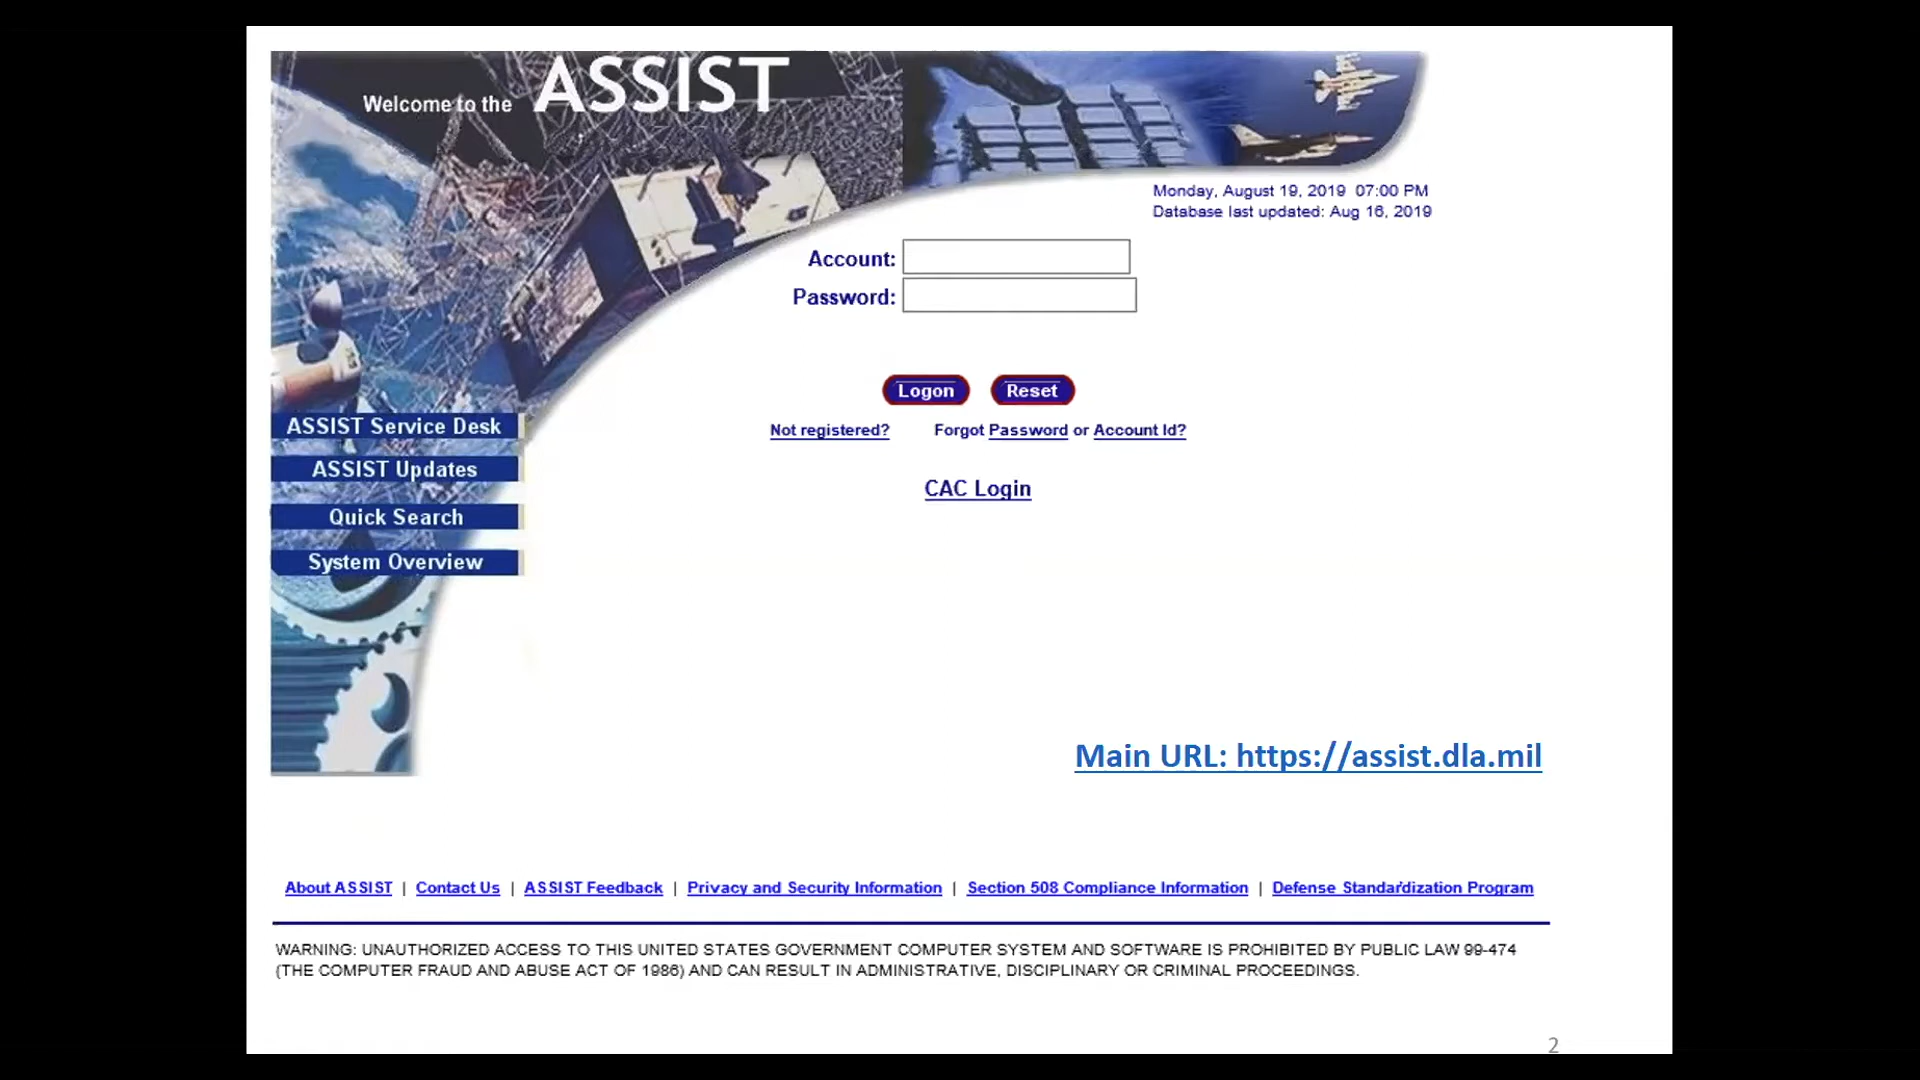 Welcome to the ASSIST
Monday, August 19, 2019 07:00 PM
Database last updated: Aug 16, 2019
Account:
Password:
Logon Reset
Not registered? Forgot Password or Account Id?
CAC Login
ASSIST Service Desk
ASSIST Updates
Quick Search
System Overview
Main URL: https://assist.dla.mil
About ASSIST | Contact Us | ASSIST Feedback | Privacy and Security Information | Section 508 Compliance Information | Defense Standardization Program
WARNING: UNAUTHORIZED ACCESS TO THIS UNITED STATES GOVERNMENT COMPUTER SYSTEM AND SOFTWARE IS PROHIBITED BY PUBLIC LAW 99-474
(THE COMPUTER FRAUD AND ABUSE ACT OF 1986) AND CAN RESULT IN ADMINISTRATIVE, DISCIPLINARY OR CRIMINAL PROCEEDINGS.
2